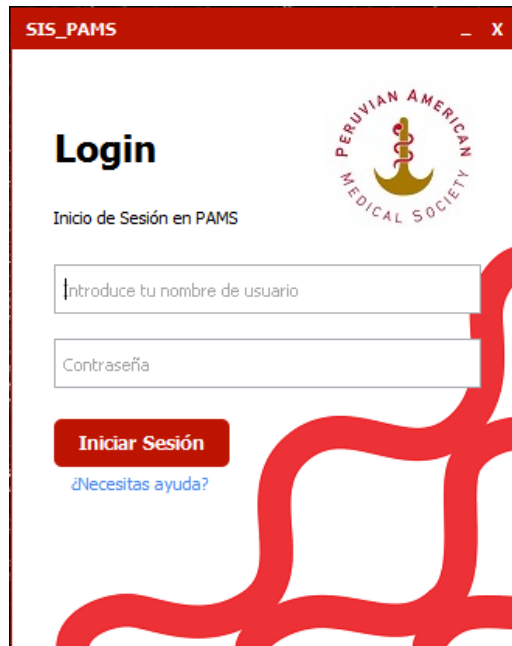 SIS_PAMS
_ X
PERUVIAN AMERICAN
MEDICAL SOCIETY
Login
Inicio de Sesión en PAMS
Introduce tu nombre de usuario
Contraseña
Iniciar Sesión
¿Necesitas ayuda?